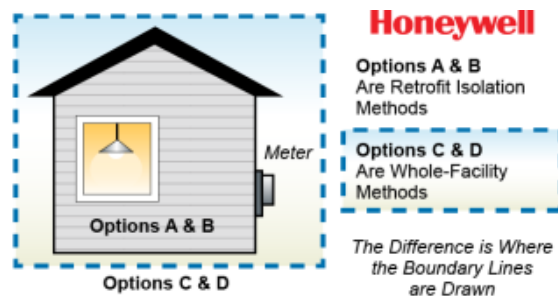 Honeywell
Options A & B
Are Retrofit Isolation
Methods
Meter
Options C & D
Are Whole-Facility
Methods
Options A & B
The Difference is Where
the Boundary Lines
are Drawn
Options C & D